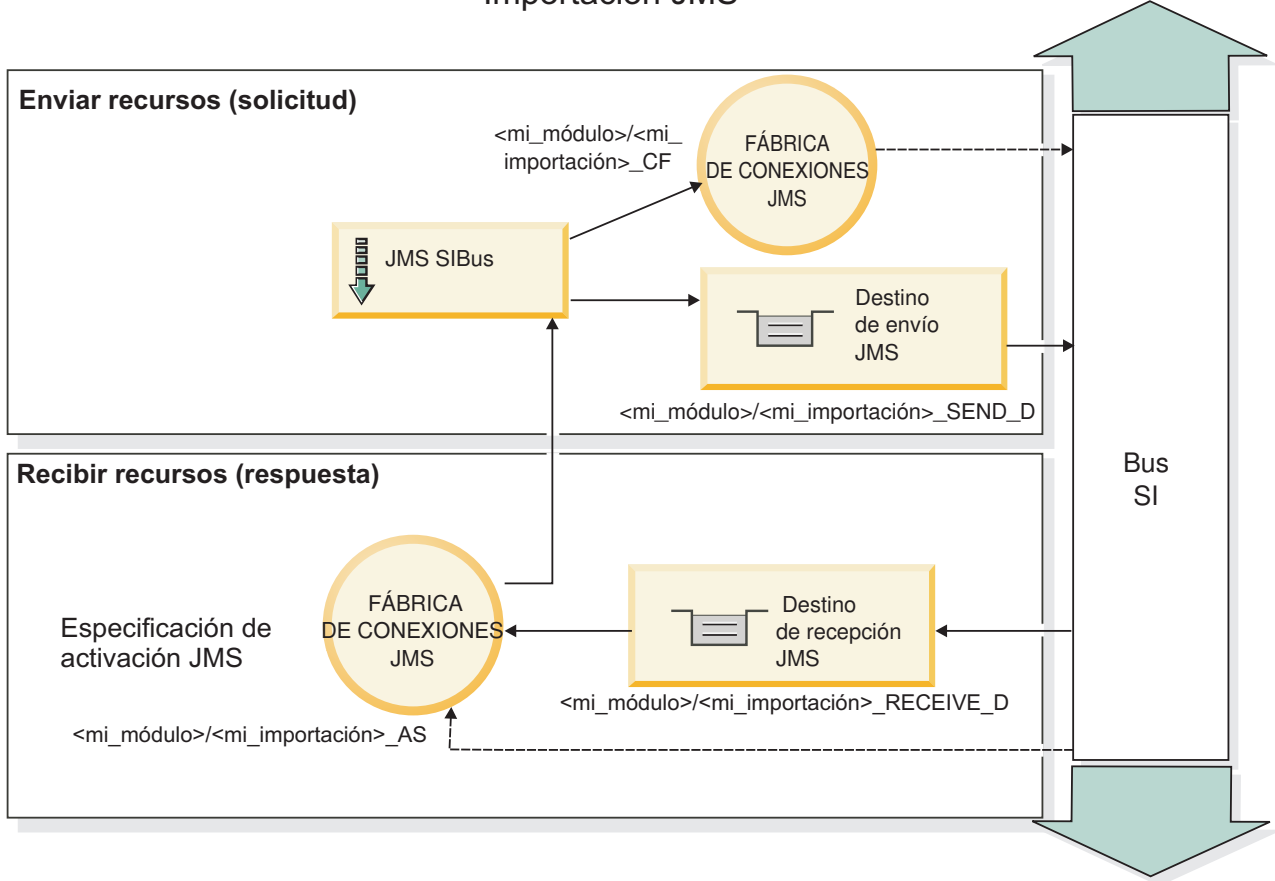 importación JMS
Enviar recursos (solicitud)
<mi_módulo>/<mi_
importación>_CF
FÁBRICA
DE CONEXIONES
JMS
JMS SIBus
Destino
de envío
JMS
<mi_módulo>/<mi_importación>_SEND_D
Bus
SI
Recibir recursos (respuesta)
Especificación de
activación JMS
FÁBRICA
DE CONEXIONES
JMS
Destino
de recepción
JMS
<mi_módulo>/<mi_importación>_RECEIVE_D
<mi_módulo>/<mi_importación>_AS